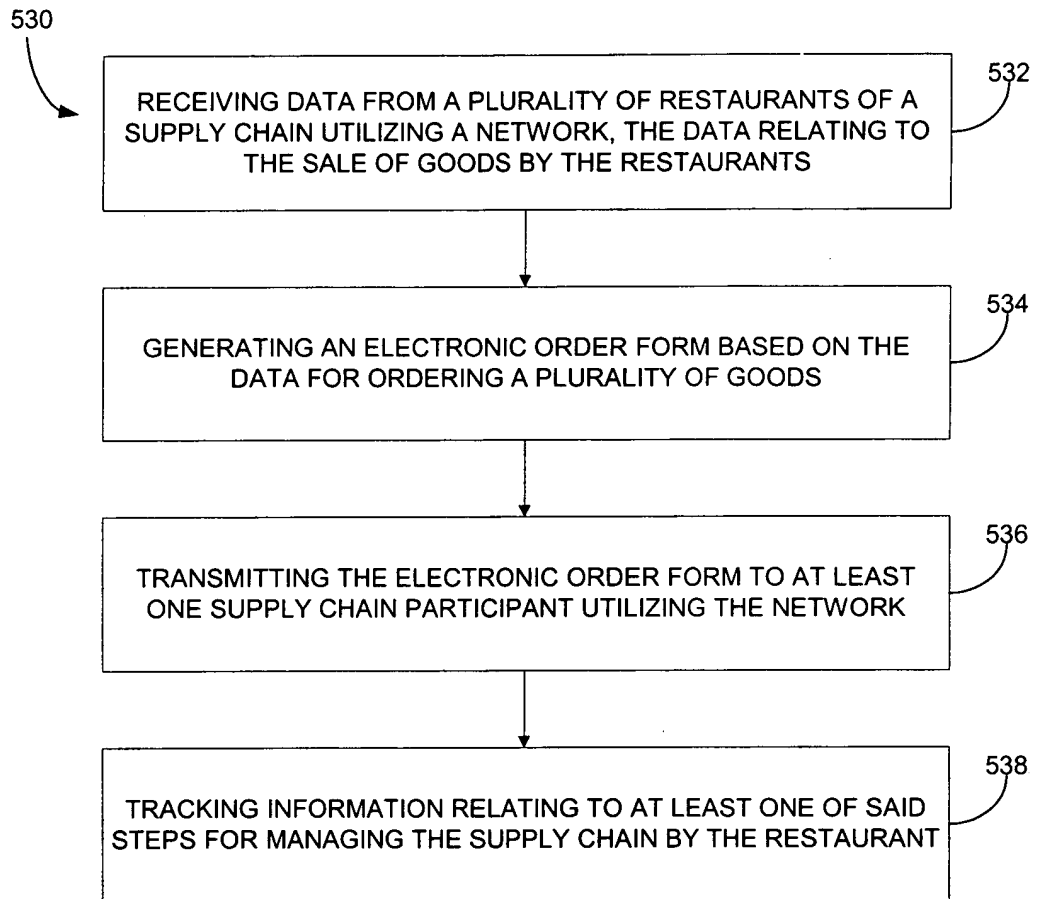 530
532
RECEIVING DATA FROM A PLURALITY OF RESTAURANTS OF A
SUPPLY CHAIN UTILIZING A NETWORK, THE DATA RELATING TO
THE SALE OF GOODS BY THE RESTAURANTS
534
GENERATING AN ELECTRONIC ORDER FORM BASED ON THE
DATA FOR ORDERING A PLURALITY OF GOODS
536
TRANSMITTING THE ELECTRONIC ORDER FORM TO AT LEAST
ONE SUPPLY CHAIN PARTICIPANT UTILIZING THE NETWORK
538
TRACKING INFORMATION RELATING TO AT LEAST ONE OF SAID
STEPS FOR MANAGING THE SUPPLY CHAIN BY THE RESTAURANT